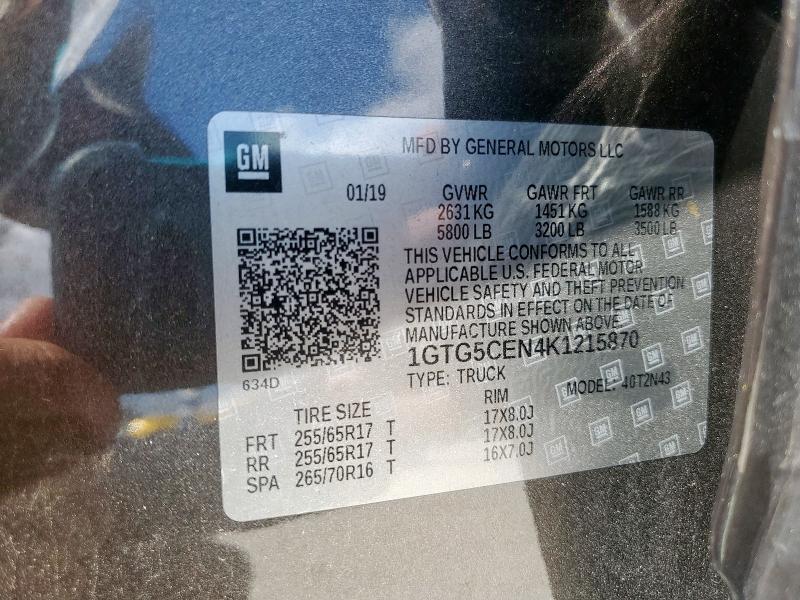 GM
MFD BY GENERAL MOTORS LLC
01/19 GVWR GAWR FRT GAWR RR
2631 KG 1451 KG 1588 KG
5800 LB 3200 LB 3500 LB
THIS VEHICLE CONFORMS TO ALL
APPLICABLE U.S. FEDERAL MOTOR
VEHICLE SAFETY AND THEFT PREVENTION
STANDARDS IN EFFECT ON THE DATE OF
MANUFACTURE SHOWN ABOVE
1GTG5CEN4K1215870
634D
TYPE: TRUCK MODEL: 40T2N43
TIRE SIZE RIM
FRT 255/65R17 T 17X8.0J
RR 255/65R17 T 17X8.0J
SPA 265/70R16 T 16X7.0J